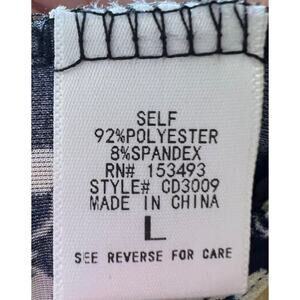 SELF
92%POLYESTER
8%SPANDEX
RN# 153493
STYLE# CD3009
MADE IN CHINA
L
SEE REVERSE FOR CARE